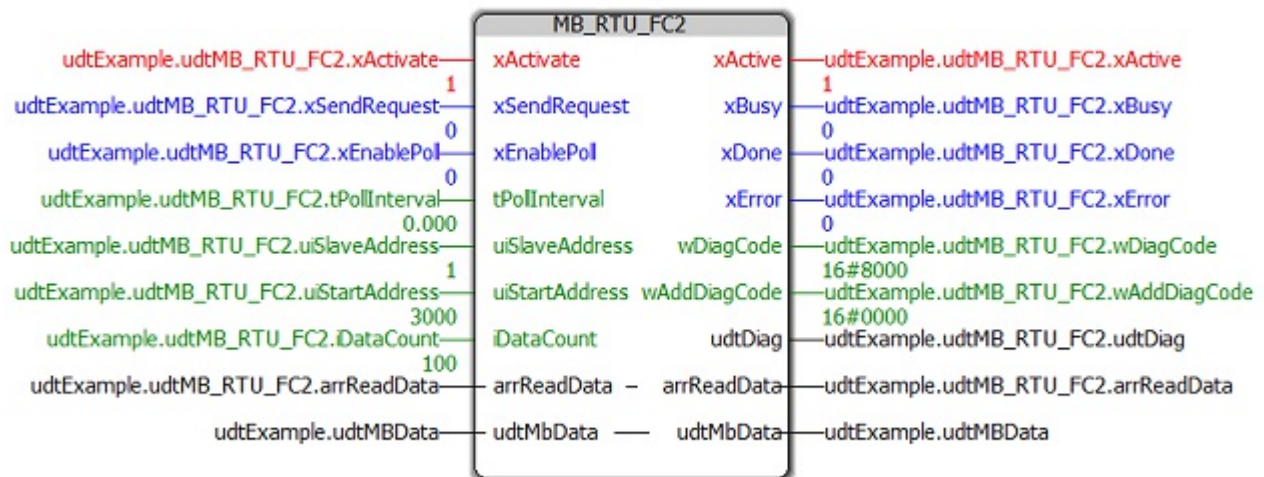 MB_RTU_FC2
udtExample.udtMB_RTU_FC2.xActivate xActivate xActive udtExample.udtMB_RTU_FC2.xActive
1 1
udtExample.udtMB_RTU_FC2.xSendRequest xSendRequest xBusy udtExample.udtMB_RTU_FC2.xBusy
0 0
udtExample.udtMB_RTU_FC2.xEnablePoll xEnablePoll xDone udtExample.udtMB_RTU_FC2.xDone
0 0
udtExample.udtMB_RTU_FC2.tPollInterval tPollInterval xError udtExample.udtMB_RTU_FC2.xError
0.000 0
udtExample.udtMB_RTU_FC2.uiSlaveAddress uiSlaveAddress wDiagCode udtExample.udtMB_RTU_FC2.wDiagCode
1 16#8000
udtExample.udtMB_RTU_FC2.uiStartAddress uiStartAddress wAddDiagCode udtExample.udtMB_RTU_FC2.wAddDiagCode
3000 16#0000
udtExample.udtMB_RTU_FC2.iDataCount iDataCount udtDiag udtExample.udtMB_RTU_FC2.udtDiag
100
udtExample.udtMB_RTU_FC2.arrReadData arrReadData – arrReadData udtExample.udtMB_RTU_FC2.arrReadData
udtExample.udtMBData udtMbData — udtMbData udtExample.udtMBData